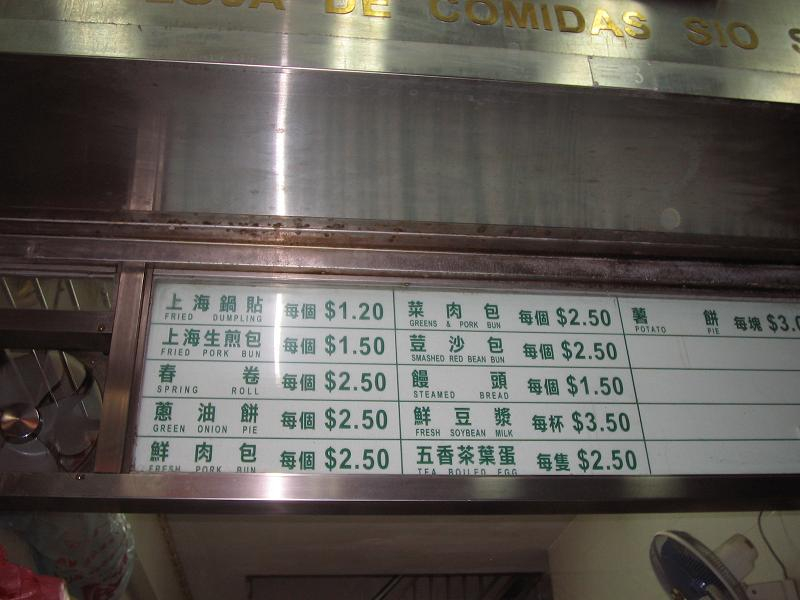 LOJA DE COMIDAS SIO
上海鍋貼 每個 $1.20
FRIED DUMPLING
上海生煎包 每個 $1.50
FRIED PORK BUN
春卷 每個 $2.50
SPRING ROLL
蔥油餅 每個 $2.50
GREEN ONION PIE
鮮肉包 每個 $2.50
FRESH PORK BUN
菜肉包 每個 $2.50
GREENS & PORK BUN
荳沙包 每個 $2.50
SMASHED RED BEAN BUN
饅頭 每個 $1.50
STEAMED BREAD
鮮豆漿 每杯 $3.50
FRESH SOYBEAN MILK
五香茶葉蛋 每隻 $2.50
TEA BOILED EGG
薯餅 每塊 $3.0
POTATO PIE